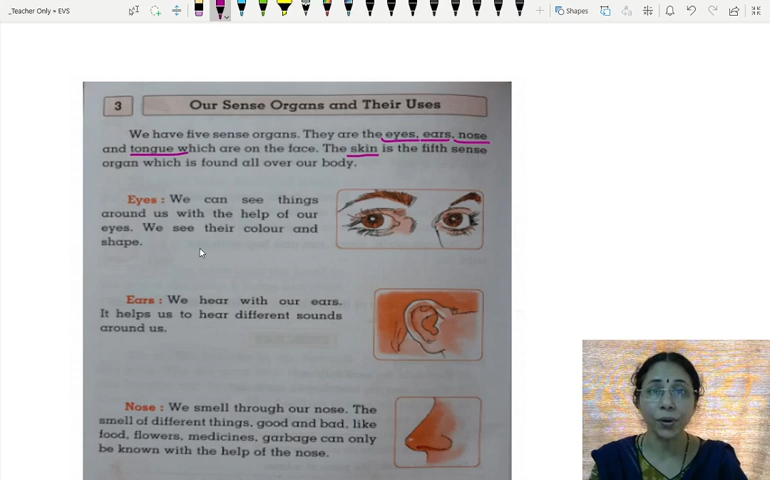 _Teacher Only - EVS
Shapes
3
Our Sense Organs and Their Uses
We have five sense organs. They are the eyes, ears, nose
and tongue which are on the face. The skin is the fifth sense
organ which is found all over our body.
Eyes : We can see things
around us with the help of our
eyes. We see their colour and
shape.
Ears : We hear with our ears.
It helps us to hear different sounds
around us.
Nose : We smell through our nose. The
smell of different things, good and bad, like
food, flowers, medicines, garbage can only
be known with the help of the nose.